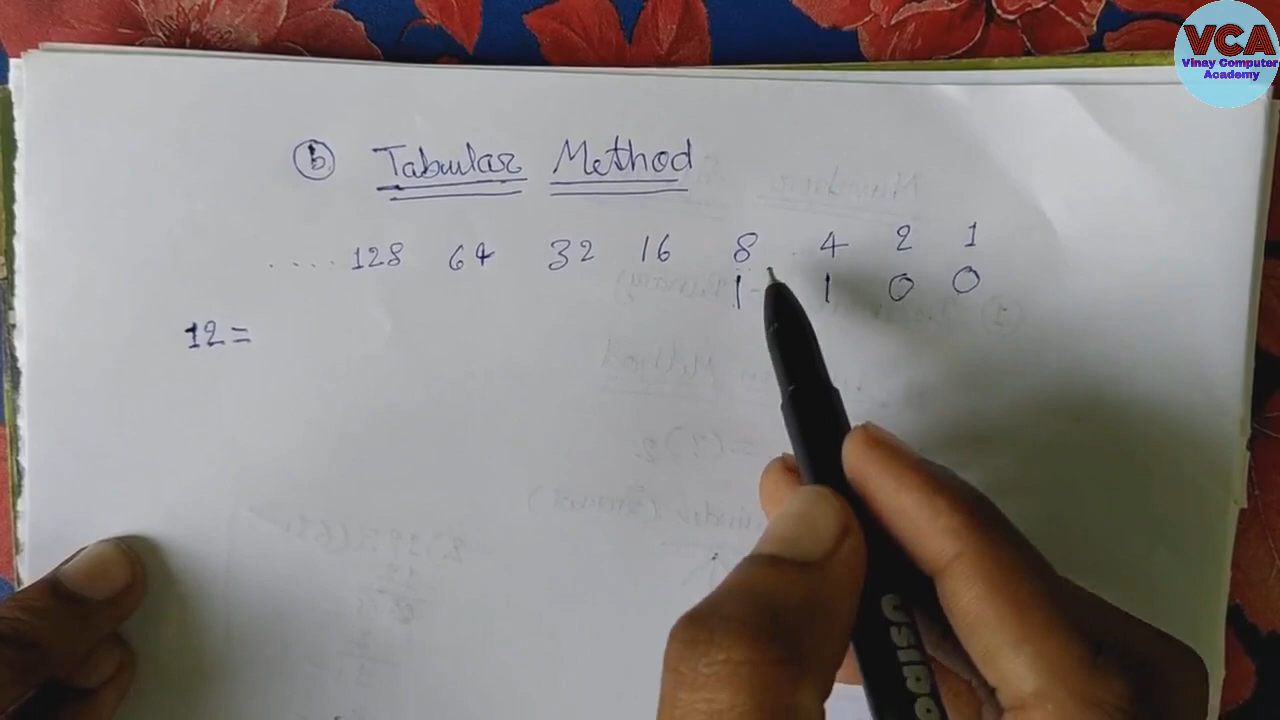 VCA
Vinay Computer
Academy
b Tabular Method
..... 128 64 32 16 8 4 2 1
1 1 0 0
12 =
USIRO